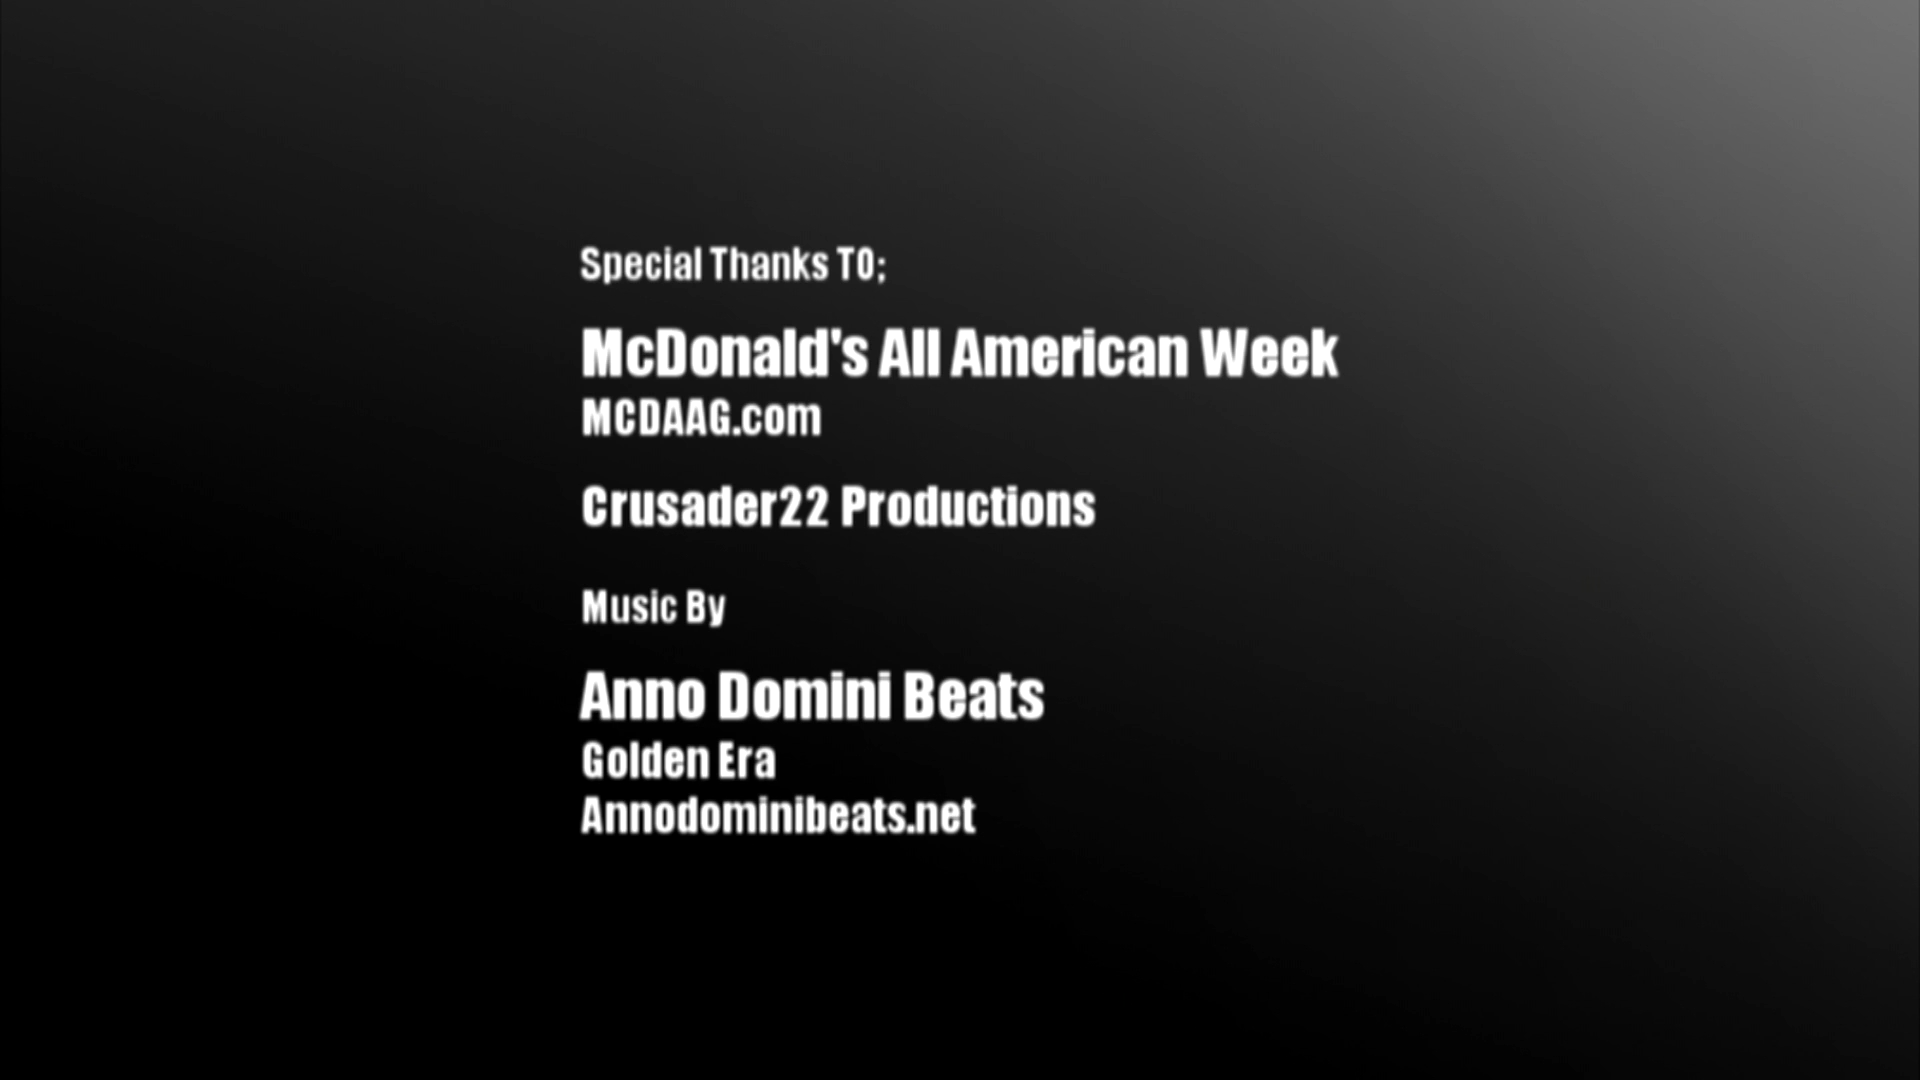 Special Thanks TO;
McDonald's All American Week
MCDAAG.com
Crusader22 Productions
Music By
Anno Domini Beats
Golden Era
Annodominibeats.net